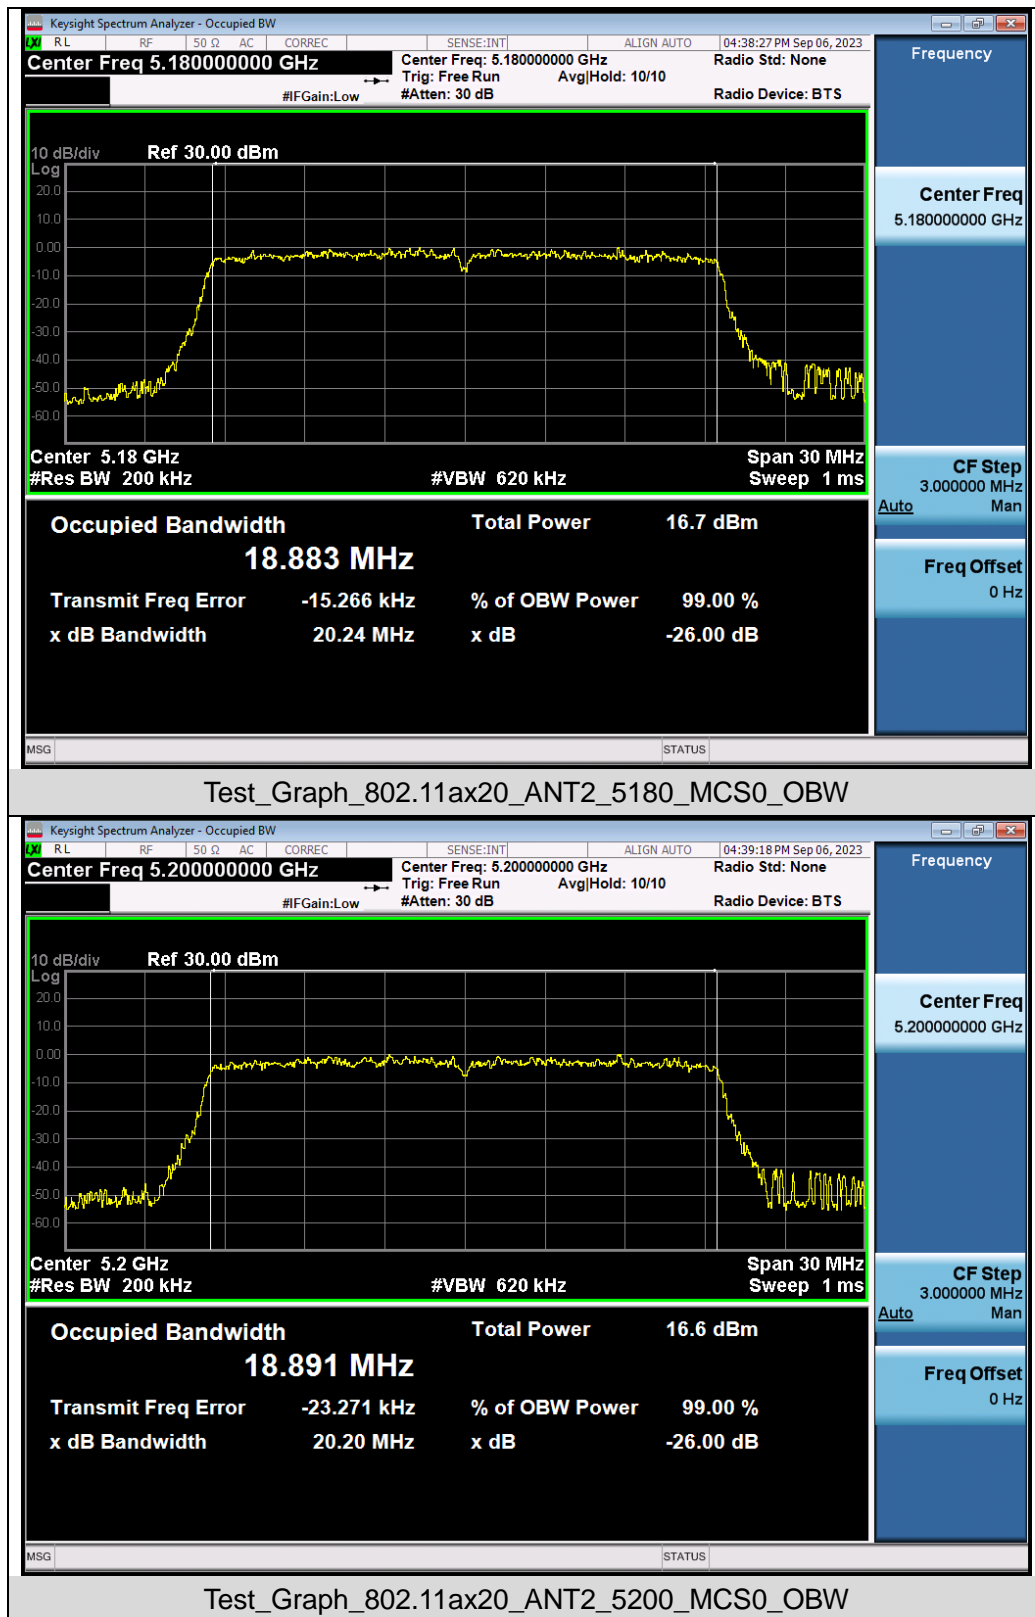 Keysight Spectrum Analyzer - Occupied BW
LXI RL RF 50 Ω AC CORREC SENSE:INT ALIGN AUTO 04:38:27 PM Sep 06, 2023
Center Freq 5.180000000 GHz
Center Freq: 5.180000000 GHz
Radio Std: None
Trig: Free Run Avg|Hold: 10/10
#IFGain:Low
#Atten: 30 dB
Radio Device: BTS
10 dB/div Ref 30.00 dBm
Log
20.0
10.0
0.00
-10.0
-20.0
-30.0
-40.0
-50.0
-60.0
Center 5.18 GHz Span 30 MHz
#Res BW 200 kHz #VBW 620 kHz Sweep 1 ms
Occupied Bandwidth Total Power 16.7 dBm
18.883 MHz
Transmit Freq Error -15.266 kHz % of OBW Power 99.00 %
x dB Bandwidth 20.24 MHz x dB -26.00 dB
MSG STATUS
Frequency
Center Freq
5.180000000 GHz
CF Step
3.000000 MHz
Auto Man
Freq Offset
0 Hz
Test_Graph_802.11ax20_ANT2_5180_MCS0_OBW
Keysight Spectrum Analyzer - Occupied BW
LXI RL RF 50 Ω AC CORREC SENSE:INT ALIGN AUTO 04:39:18 PM Sep 06, 2023
Center Freq 5.200000000 GHz
Center Freq: 5.200000000 GHz
Radio Std: None
Trig: Free Run Avg|Hold: 10/10
#IFGain:Low
#Atten: 30 dB
Radio Device: BTS
10 dB/div Ref 30.00 dBm
Log
20.0
10.0
0.00
-10.0
-20.0
-30.0
-40.0
-50.0
-60.0
Center 5.2 GHz Span 30 MHz
#Res BW 200 kHz #VBW 620 kHz Sweep 1 ms
Occupied Bandwidth Total Power 16.6 dBm
18.891 MHz
Transmit Freq Error -23.271 kHz % of OBW Power 99.00 %
x dB Bandwidth 20.20 MHz x dB -26.00 dB
MSG STATUS
Frequency
Center Freq
5.200000000 GHz
CF Step
3.000000 MHz
Auto Man
Freq Offset
0 Hz
Test_Graph_802.11ax20_ANT2_5200_MCS0_OBW